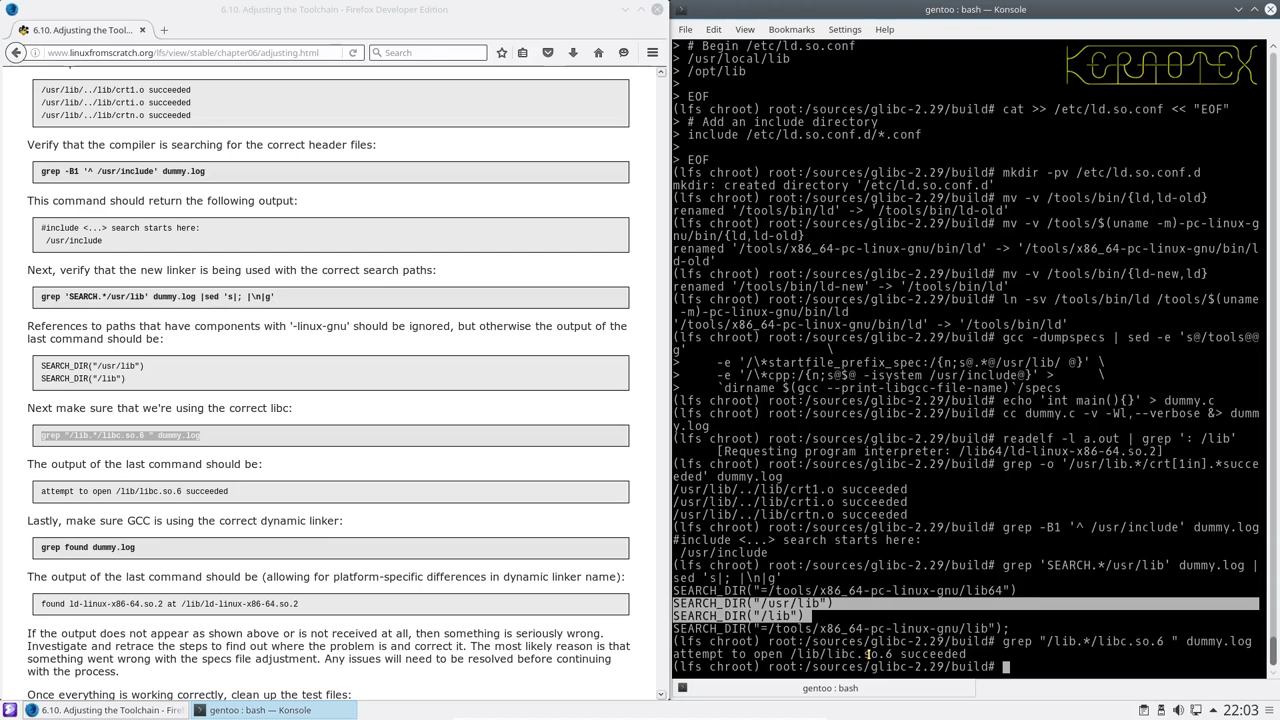 6.10. Adjusting the Toolchain - Firefox Developer Edition
6.10. Adjusting the Tool...
www.linuxfromscratch.org/lfs/view/stable/chapter06/adjusting.html
Search
/usr/lib/../lib/crt1.o succeeded
/usr/lib/../lib/crti.o succeeded
/usr/lib/../lib/crtn.o succeeded
Verify that the compiler is searching for the correct header files:
grep -B1 '^ /usr/include' dummy.log
This command should return the following output:
#include <...> search starts here:
/usr/include
Next, verify that the new linker is being used with the correct search paths:
grep 'SEARCH.*/usr/lib' dummy.log |sed 's|; |\n|g'
References to paths that have components with '-linux-gnu' should be ignored, but otherwise the output of the
last command should be:
SEARCH_DIR("/usr/lib")
SEARCH_DIR("/lib")
Next make sure that we're using the correct libc:
grep "/lib.*/libc.so.6 " dummy.log
The output of the last command should be:
attempt to open /lib/libc.so.6 succeeded
Lastly, make sure GCC is using the correct dynamic linker:
grep found dummy.log
The output of the last command should be (allowing for platform-specific differences in dynamic linker name):
found ld-linux-x86-64.so.2 at /lib/ld-linux-x86-64.so.2
If the output does not appear as shown above or is not received at all, then something is seriously wrong.
Investigate and retrace the steps to find out where the problem is and correct it. The most likely reason is that
something went wrong with the specs file adjustment. Any issues will need to be resolved before continuing
with the process.
Once everything is working correctly, clean up the test files:
gentoo : bash — Konsole
File Edit View Bookmarks Settings Help
KERNOTEX
> # Begin /etc/ld.so.conf
> /usr/local/lib
> /opt/lib
>
> EOF
(lfs chroot) root:/sources/glibc-2.29/build# cat >> /etc/ld.so.conf << "EOF"
> # Add an include directory
> include /etc/ld.so.conf.d/*.conf
>
> EOF
(lfs chroot) root:/sources/glibc-2.29/build# mkdir -pv /etc/ld.so.conf.d
mkdir: created directory '/etc/ld.so.conf.d'
(lfs chroot) root:/sources/glibc-2.29/build# mv -v /tools/bin/{ld,ld-old}
renamed '/tools/bin/ld' -> '/tools/bin/ld-old'
(lfs chroot) root:/sources/glibc-2.29/build# mv -v /tools/$(uname -m)-pc-linux-g
nu/bin/{ld,ld-old}
renamed '/tools/x86_64-pc-linux-gnu/bin/ld' -> '/tools/x86_64-pc-linux-gnu/bin/
ld-old'
(lfs chroot) root:/sources/glibc-2.29/build# mv -v /tools/bin/{ld-new,ld}
renamed '/tools/bin/ld-new' -> '/tools/bin/ld'
(lfs chroot) root:/sources/glibc-2.29/build# ln -sv /tools/bin/ld /tools/$(uname
-m)-pc-linux-gnu/bin/ld
'/tools/x86_64-pc-linux-gnu/bin/ld' -> '/tools/bin/ld'
(lfs chroot) root:/sources/glibc-2.29/build# gcc -dumpspecs | sed -e 's@/tools@@
g' \
> -e '/\*startfile_prefix_spec:/{n;s@.*@/usr/lib/ @}' \
> -e '/\*cpp:/{n;s@$@ -isystem /usr/include@}' > \
> `dirname $(gcc --print-libgcc-file-name)`/specs
(lfs chroot) root:/sources/glibc-2.29/build# echo 'int main(){}' > dummy.c
(lfs chroot) root:/sources/glibc-2.29/build# cc dummy.c -v -Wl,--verbose &> dumm
y.log
(lfs chroot) root:/sources/glibc-2.29/build# readelf -l a.out | grep ': /lib'
[Requesting program interpreter: /lib64/ld-linux-x86-64.so.2]
(lfs chroot) root:/sources/glibc-2.29/build# grep -o '/usr/lib.*/crt[1in].*succe
eded' dummy.log
/usr/lib/../lib/crt1.o succeeded
/usr/lib/../lib/crti.o succeeded
/usr/lib/../lib/crtn.o succeeded
(lfs chroot) root:/sources/glibc-2.29/build# grep -B1 '^ /usr/include' dummy.log
#include <...> search starts here:
/usr/include
(lfs chroot) root:/sources/glibc-2.29/build# grep 'SEARCH.*/usr/lib' dummy.log |
sed 's|; |\n|g'
SEARCH_DIR("=/tools/x86_64-pc-linux-gnu/lib64")
SEARCH_DIR("/usr/lib")
SEARCH_DIR("/lib")
SEARCH_DIR("=/tools/x86_64-pc-linux-gnu/lib");
(lfs chroot) root:/sources/glibc-2.29/build# grep "/lib.*/libc.so.6 " dummy.log
attempt to open /lib/libc.so.6 succeeded
(lfs chroot) root:/sources/glibc-2.29/build#
gentoo : bash
6.10. Adjusting the Toolchain - Firef
gentoo : bash — Konsole
22:03